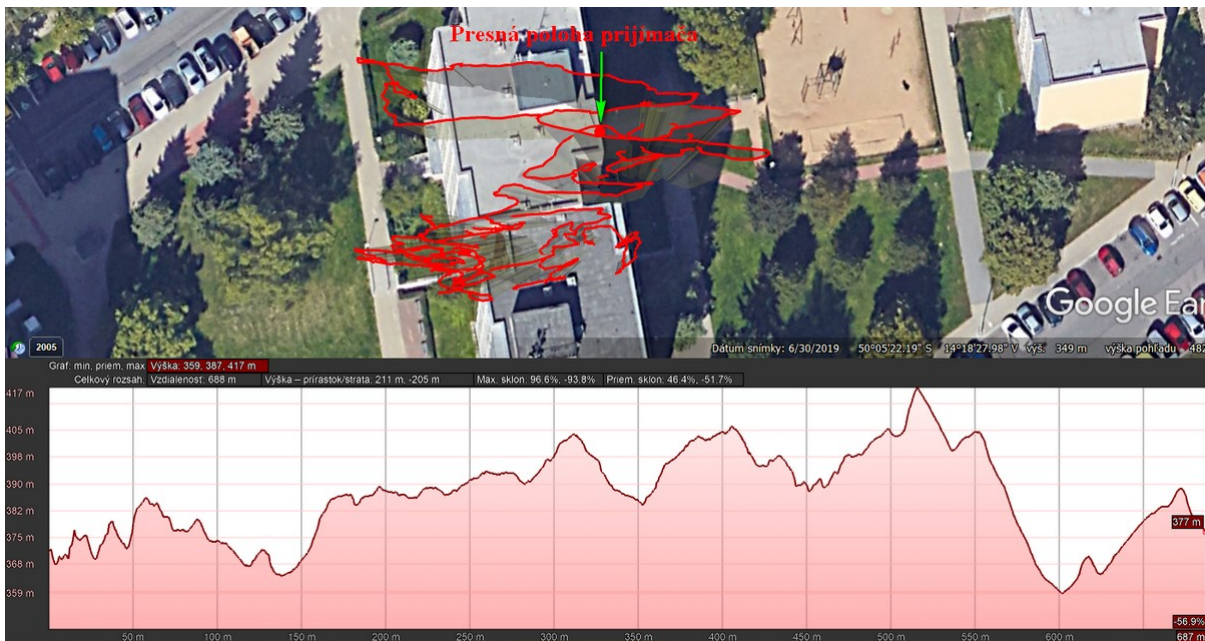 Presná poloha prijímača
Google Ear
2005
Dátum snímky: 6/30/2019 50°05'22.19" S 14°18'27.98" V výš. 349 m výška pohľadu 482
Graf: min, priem, max Výška: 359, 387, 417 m
Celkový rozsah: Vzdialenosť: 688 m Výška – prírastok/strata: 211 m, -205 m Max. sklon: 96.6%, -93.8% Priem. sklon: 46.4%, -51.7%
417 m
405 m
398 m
390 m
382 m
375 m
368 m
359 m
377 m
-56.9%
50 m 100 m 150 m 200 m 250 m 300 m 350 m 400 m 450 m 500 m 550 m 600 m 687 m